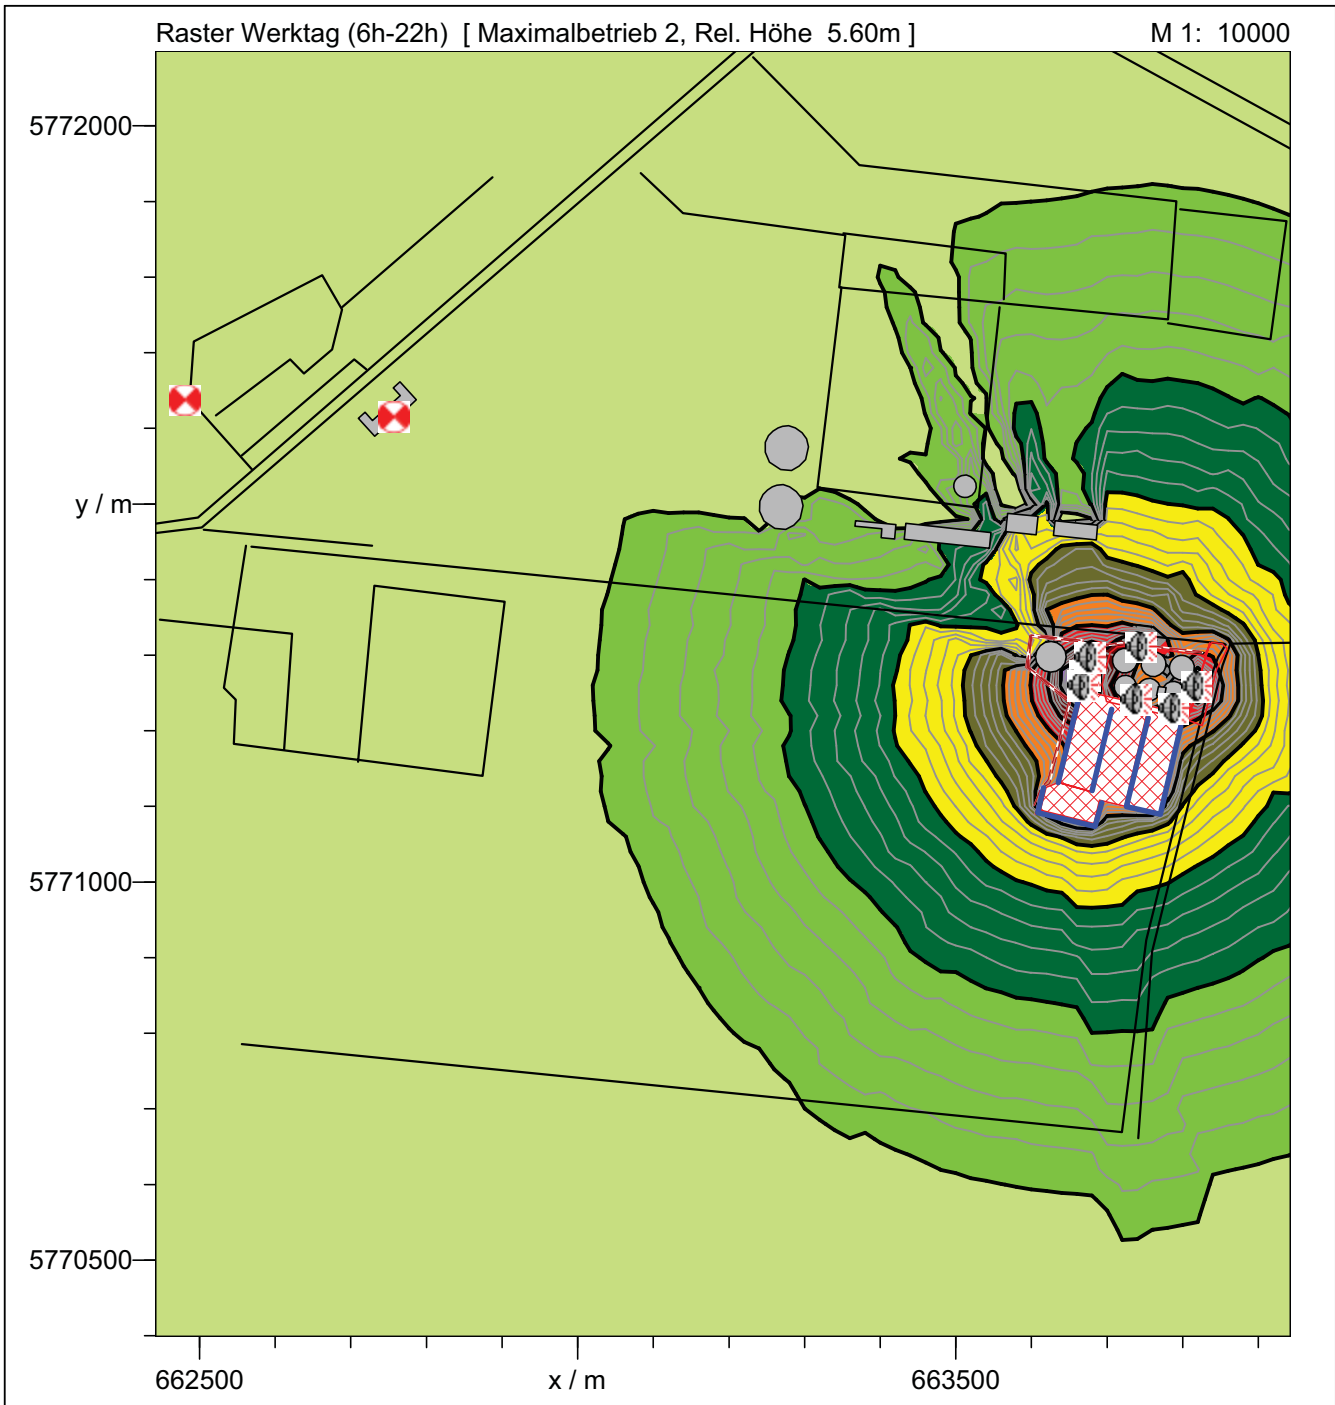 Raster Werktag (6h-22h) [ Maximalbetrieb 2, Rel. Höhe 5.60m ] M 1: 10000
5772000
y / m
5771000
5770500
662500 x / m 663500